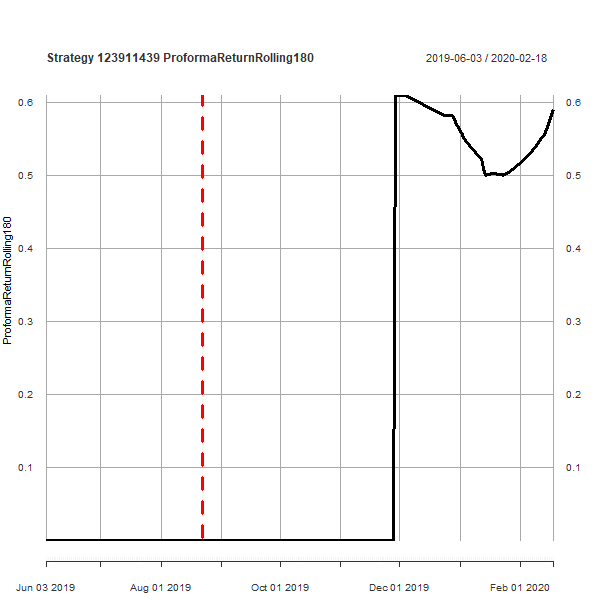 Strategy 123911439 ProformaReturnRolling180
2019-06-03 / 2020-02-18
ProformaReturnRolling180
0.6
0.5
0.4
0.3
0.2
0.1
0.6
0.5
0.4
0.3
0.2
0.1
Jun 03 2019
Aug 01 2019
Oct 01 2019
Dec 01 2019
Feb 01 2020